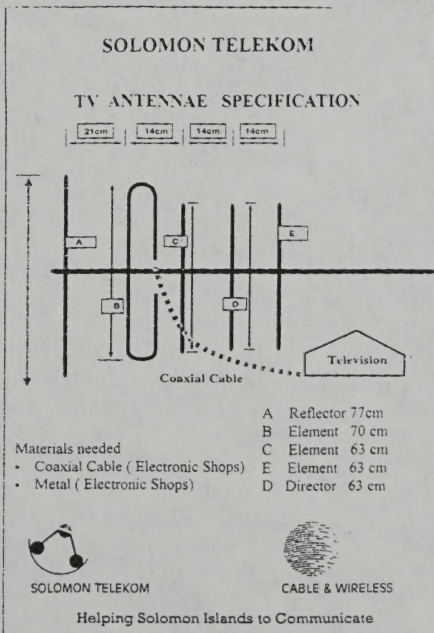 SOLOMON TELEKOM
TV ANTENNAE SPECIFICATION
21cm 14cm 14cm 14cm
A
C
E
B
D
Television
Coaxial Cable
A Reflector 77cm
B Element 70 cm
C Element 63 cm
E Element 63 cm
D Director 63 cm
Materials needed
• Coaxial Cable ( Electronic Shops)
• Metal ( Electronic Shops)
SOLOMON TELEKOM
CABLE & WIRELESS
Helping Solomon Islands to Communicate